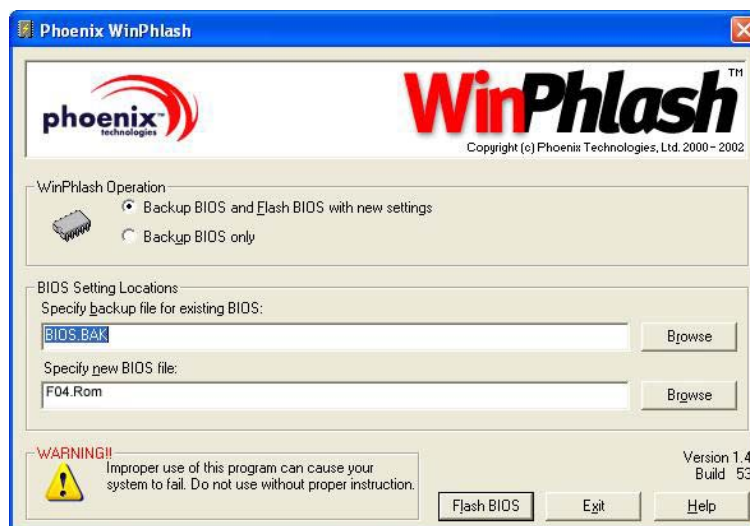 Phoenix WinPhlash
phoenix™
technologies
WinPhlash™
Copyright (c) Phoenix Technologies, Ltd. 2000-2002
WinPhlash Operation
Backup BIOS and Flash BIOS with new settings
Backup BIOS only
BIOS Setting Locations
Specify backup file for existing BIOS:
BIOS.BAK
Browse
Specify new BIOS file:
F04.Rom
Browse
WARNING!!
Improper use of this program can cause your
system to fail. Do not use without proper instruction.
Version 1.4
Build 53
Flash BIOS
Exit
Help